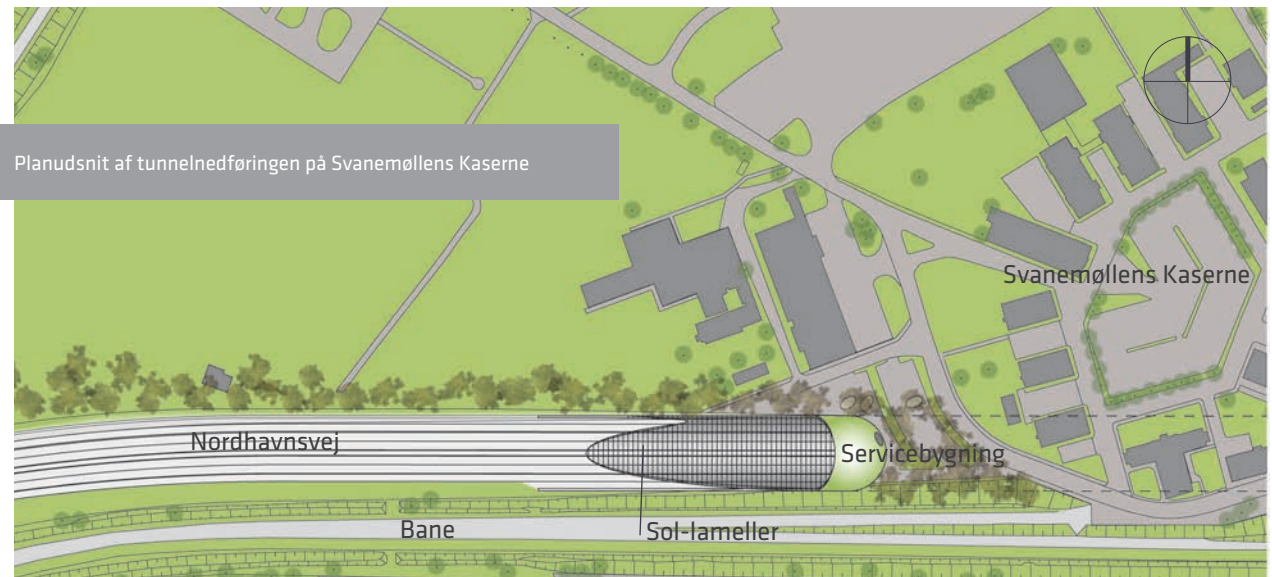 Planudsnit af tunnelnedføringen på Svanemøllens Kaserne
Svanemøllens Kaserne
Nordhavnsvej
Servicebygning
Bane
Sol-lameller